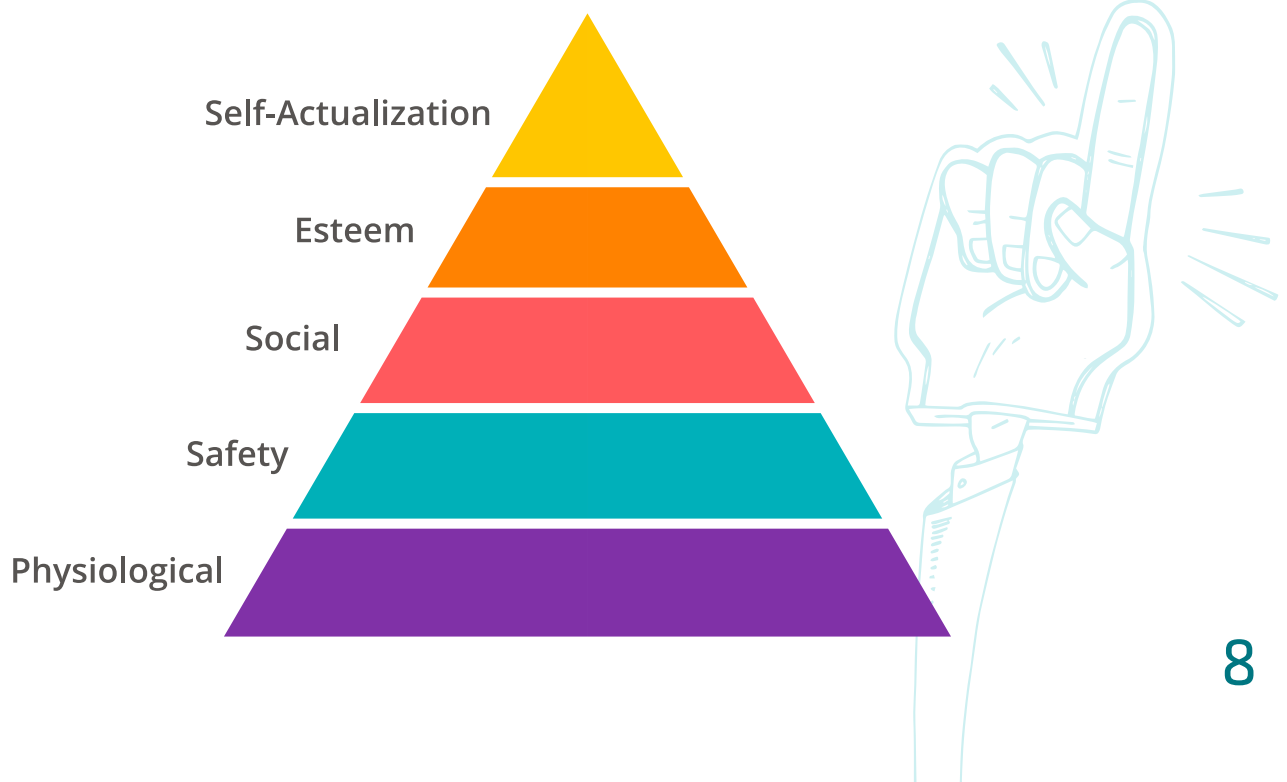 Self-Actualization
Esteem
Social
Safety
Physiological
8